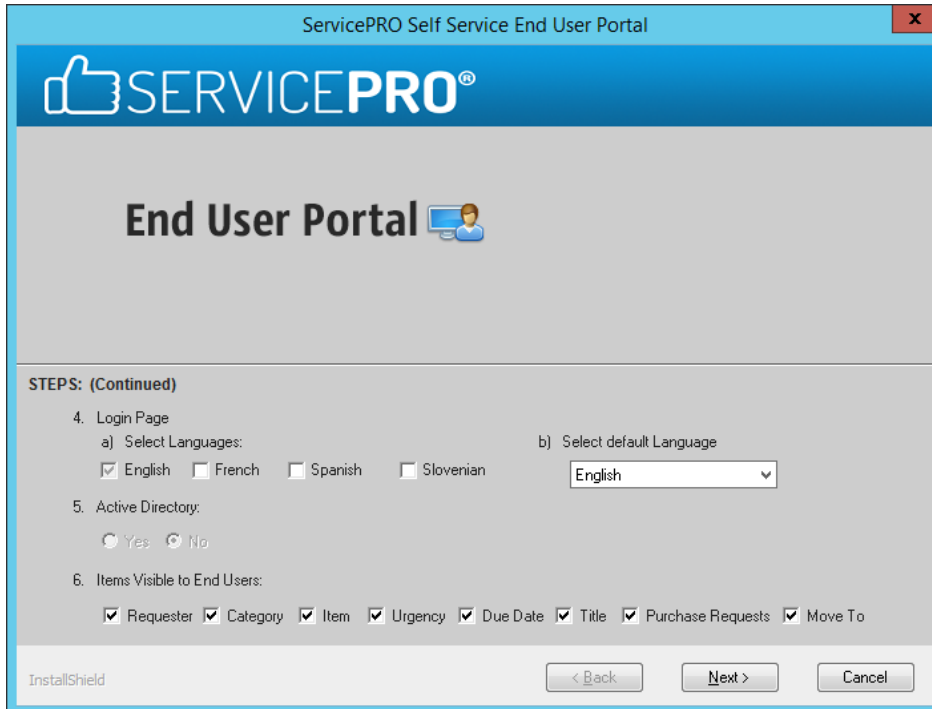 ServicePRO Self Service End User Portal
x
SERVICEPRO®
End User Portal
STEPS: (Continued)
4. Login Page
a) Select Languages:
b) Select default Language
English French Spanish Slovenian
English
5. Active Directory:
Yes No
6. Items Visible to End Users:
Requester Category Item Urgency Due Date Title Purchase Requests Move To
InstallShield
< Back Next > Cancel